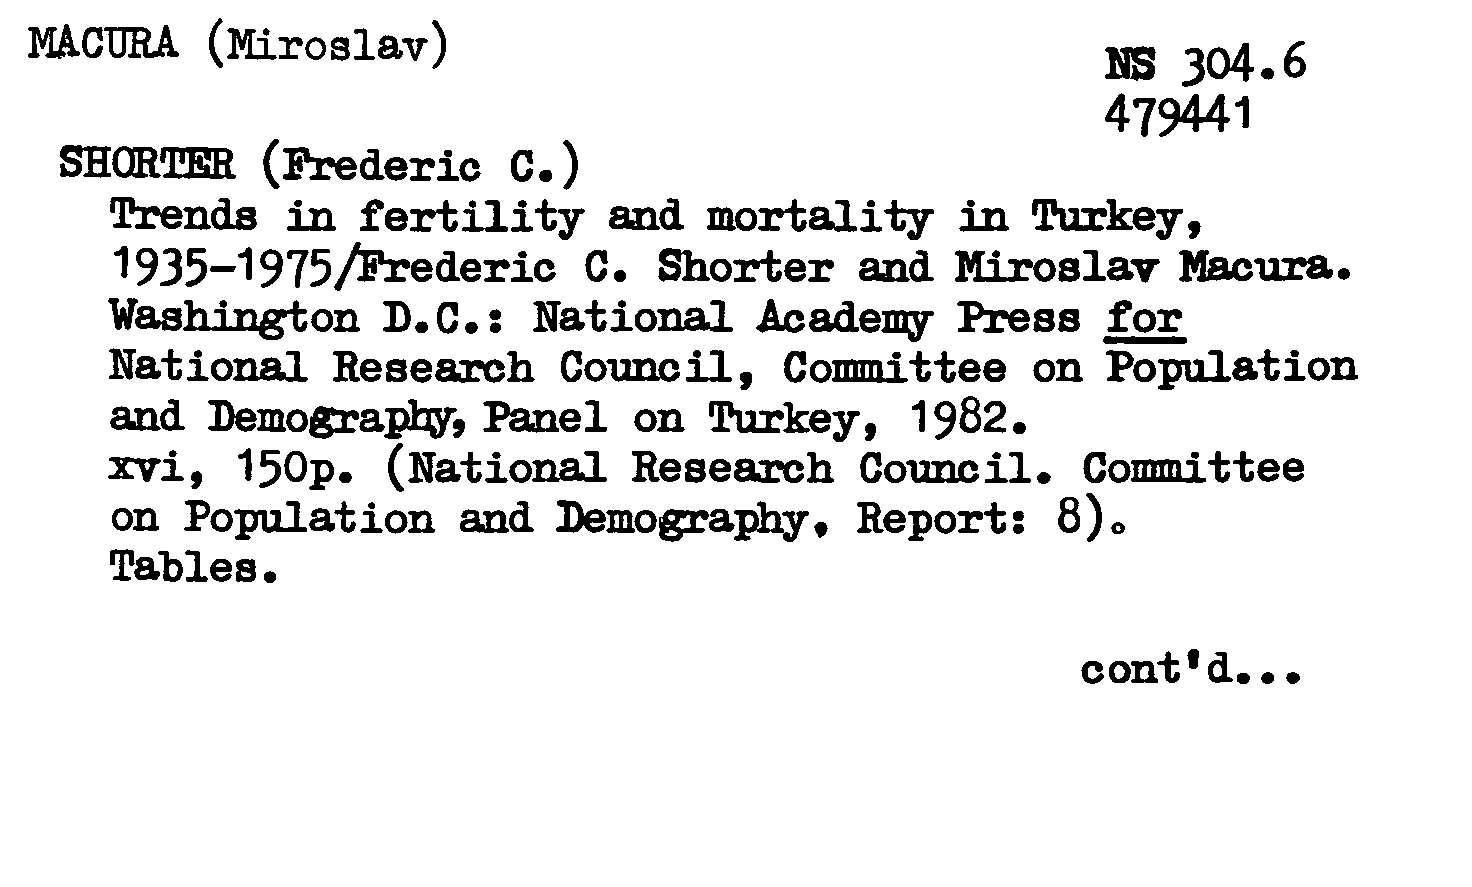 MACURA (Miroslav)
NS 304.6
479441
SHORTER (Frederic C.)
Trends in fertility and mortality in Turkey,
1935-1975/Frederic C. Shorter and Miroslav Macura.
Washington D.C.: National Academy Press for
National Research Council, Committee on Population
and Demography, Panel on Turkey, 1982.
xvi, 150p. (National Research Council. Committee
on Population and Demography. Report: 8).
Tables.
cont'd...